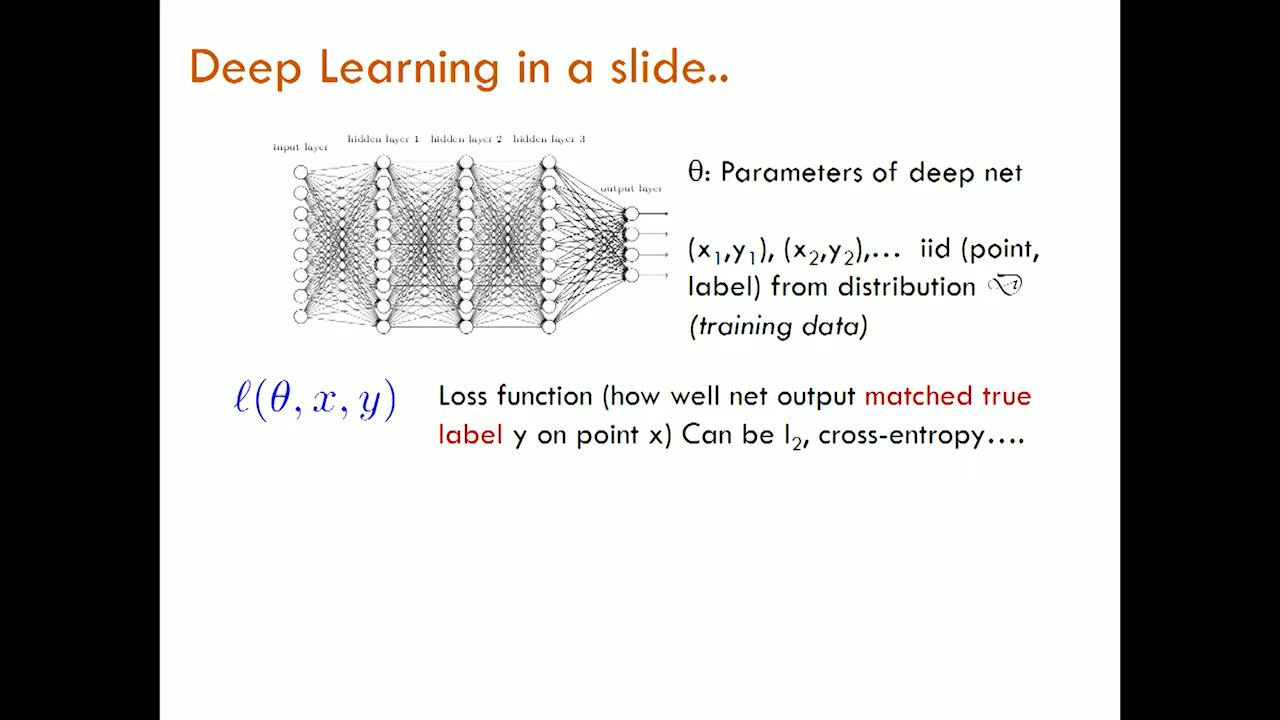 Deep Learning in a slide..
input layer
hidden layer 1 hidden layer 2 hidden layer 3
output layer
θ: Parameters of deep net
(x₁,y₁), (x₂,y₂),… iid (point,
label) from distribution 𝒟
(training data)
ℓ(θ, x, y)
Loss function (how well net output matched true
label y on point x) Can be l₂, cross-entropy….